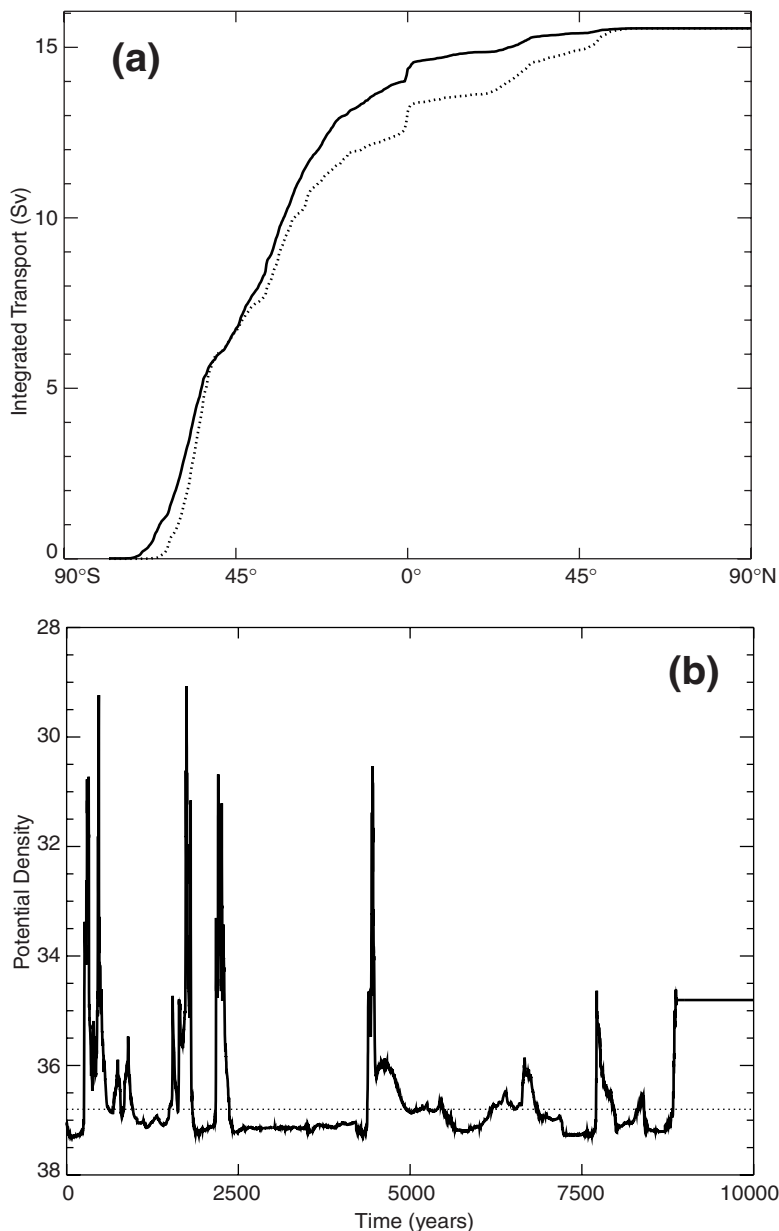 (a)
15
10
5
0
Integrated Transport (Sv)
90°S 45° 0° 45° 90°N
(b)
28
30
32
34
36
38
Potential Density
0 2500 5000 7500 10000
Time (years)